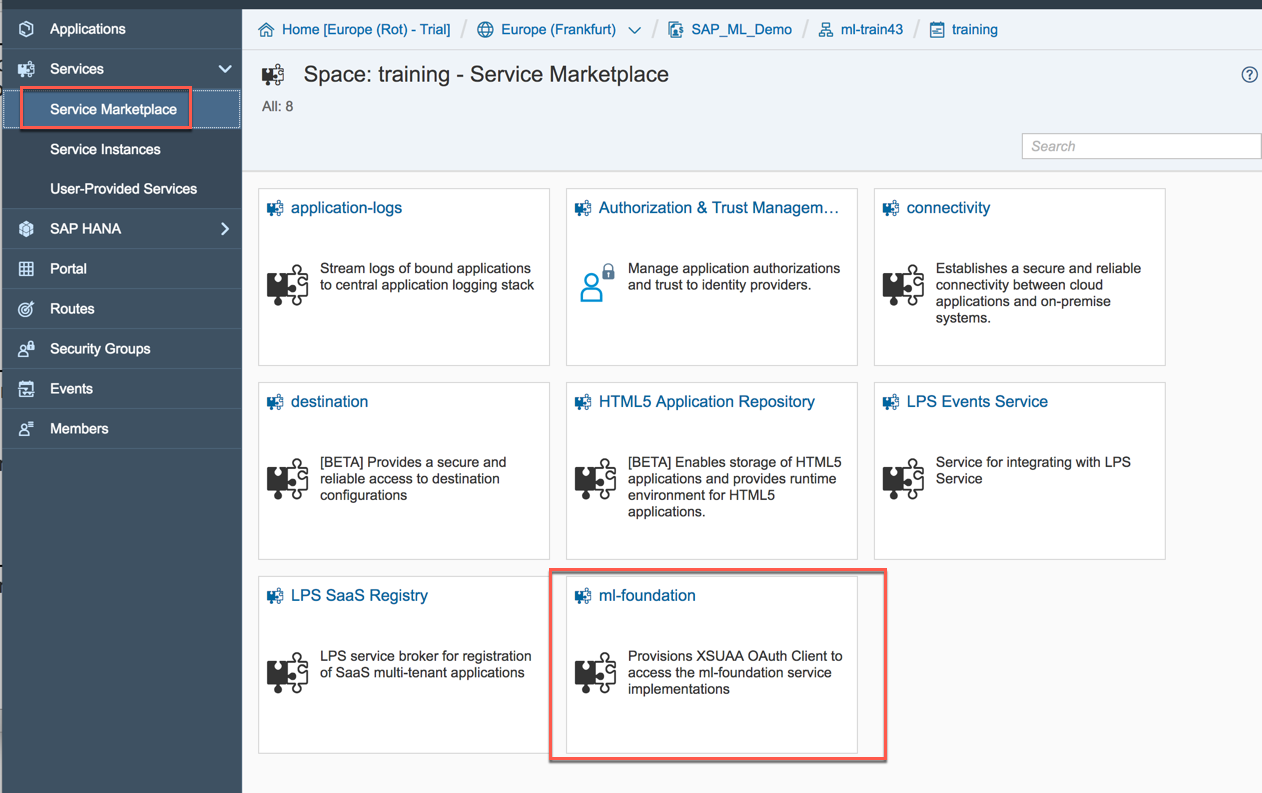 Applications
Services
Service Marketplace
Service Instances
User-Provided Services
SAP HANA
Portal
Routes
Security Groups
Events
Members
Home [Europe (Rot) - Trial] / Europe (Frankfurt) / SAP_ML_Demo / ml-train43 / training
Space: training - Service Marketplace
All: 8
Search
application-logs
Stream logs of bound applications
to central application logging stack
Authorization & Trust Managem…
Manage application authorizations
and trust to identity providers.
connectivity
Establishes a secure and reliable
connectivity between cloud
applications and on-premise
systems.
destination
[BETA] Provides a secure and
reliable access to destination
configurations
HTML5 Application Repository
[BETA] Enables storage of HTML5
applications and provides runtime
environment for HTML5
applications.
LPS Events Service
Service for integrating with LPS
Service
LPS SaaS Registry
LPS service broker for registration
of SaaS multi-tenant applications
ml-foundation
Provisions XSUAA OAuth Client to
access the ml-foundation service
implementations